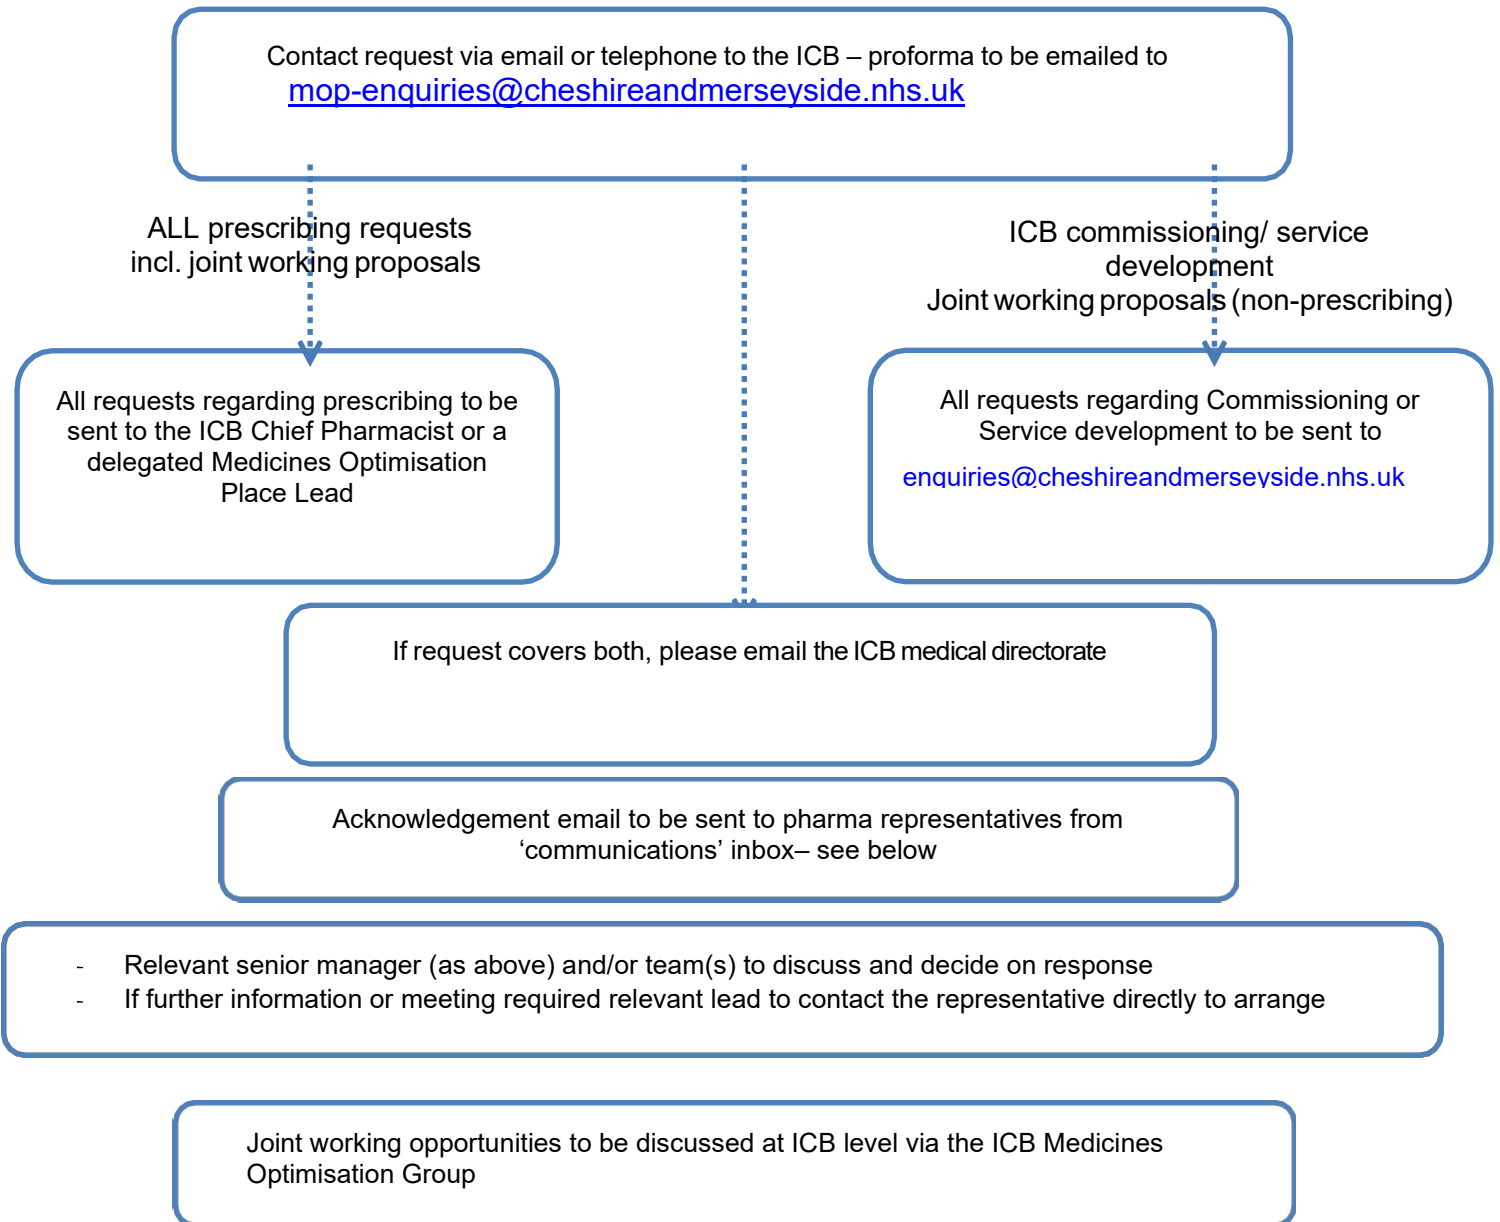 Contact request via email or telephone to the ICB – proforma to be emailed to
mop-enquiries@cheshireandmerseyside.nhs.uk
ALL prescribing requests
incl. joint working proposals
ICB commissioning/ service
development
Joint working proposals (non-prescribing)
All requests regarding prescribing to be
sent to the ICB Chief Pharmacist or a
delegated Medicines Optimisation
Place Lead
All requests regarding Commissioning or
Service development to be sent to
enquiries@cheshireandmerseyside.nhs.uk
If request covers both, please email the ICB medical directorate
Acknowledgement email to be sent to pharma representatives from
‘communications’ inbox– see below
- Relevant senior manager (as above) and/or team(s) to discuss and decide on response
- If further information or meeting required relevant lead to contact the representative directly to arrange
Joint working opportunities to be discussed at ICB level via the ICB Medicines
Optimisation Group